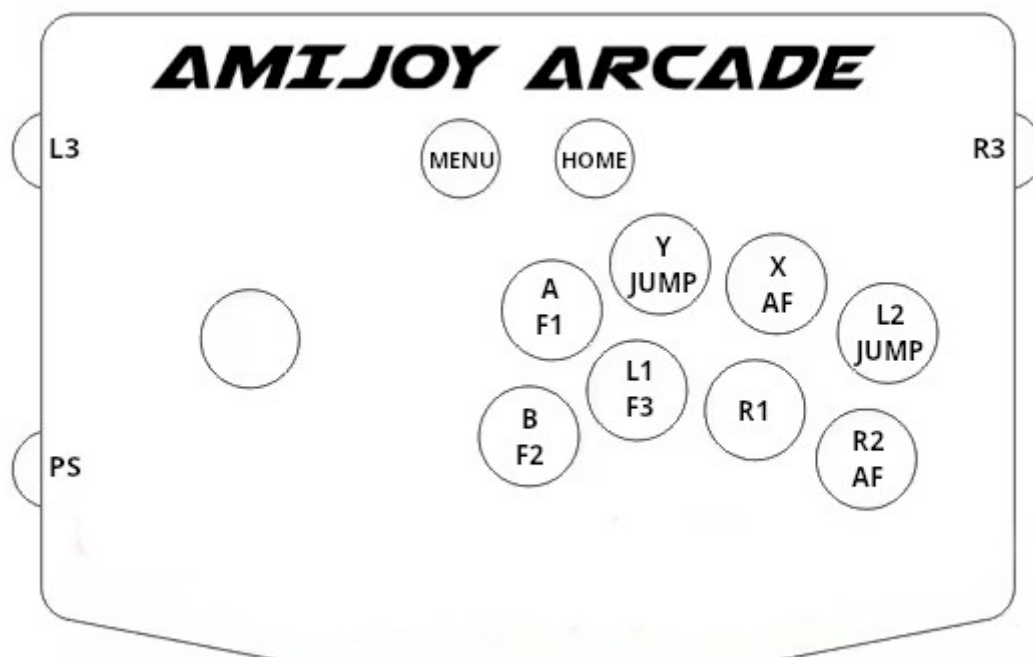 AMIJOY ARCADE
L3
MENU
HOME
R3
Y
JUMP
X
AF
A
F1
L2
JUMP
L1
F3
B
F2
R1
R2
AF
PS